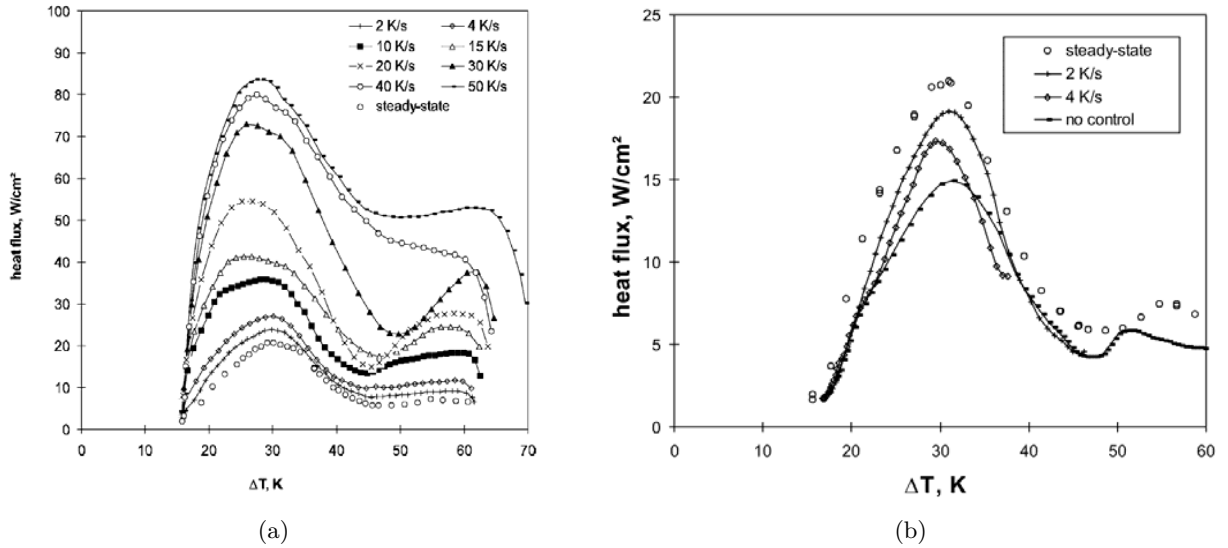 2 K/s 4 K/s
10 K/s 15 K/s
20 K/s 30 K/s
40 K/s 50 K/s
steady-state
100
90
80
70
60
50
40
30
20
10
0
heat flux, W/cm²
0 10 20 30 40 50 60 70
ΔT, K
(a)
steady-state
2 K/s
4 K/s
no control
25
20
15
10
5
0
heat flux, W/cm²
0 10 20 30 40 50 60
ΔT, K
(b)